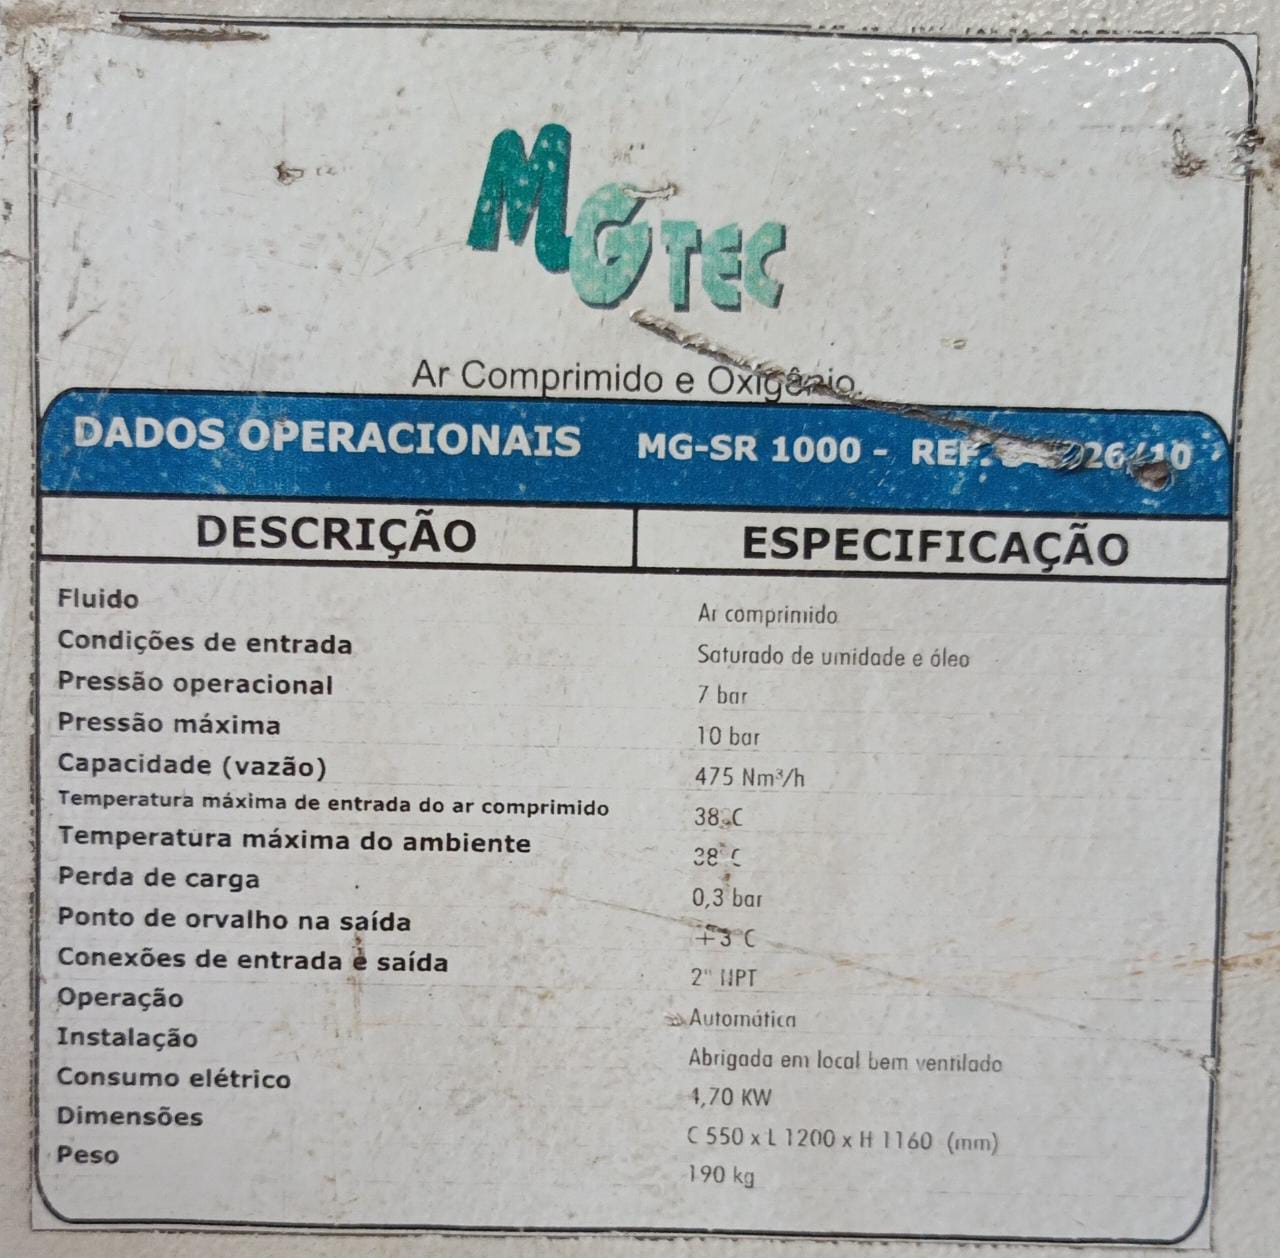 MGTEC
Ar Comprimido e Oxigênio.
DADOS OPERACIONAIS MG-SR 1000 - REF.
DESCRIÇÃO ESPECIFICAÇÃO
Fluido Ar comprimido
Condições de entrada Saturado de umidade e óleo
Pressão operacional 7 bar
Pressão máxima 10 bar
Capacidade (vazão) 475 Nm³/h
Temperatura máxima de entrada do ar comprimido 38°C
Temperatura máxima do ambiente 38°C
Perda de carga 0,3 bar
Ponto de orvalho na saída +3°C
Conexões de entrada e saída 2" NPT
Operação Automática
Instalação Abrigada em local bem ventilado
Consumo elétrico KW
Dimensões C 550 x L 1200 x H 1160 (mm)
Peso 190 kg